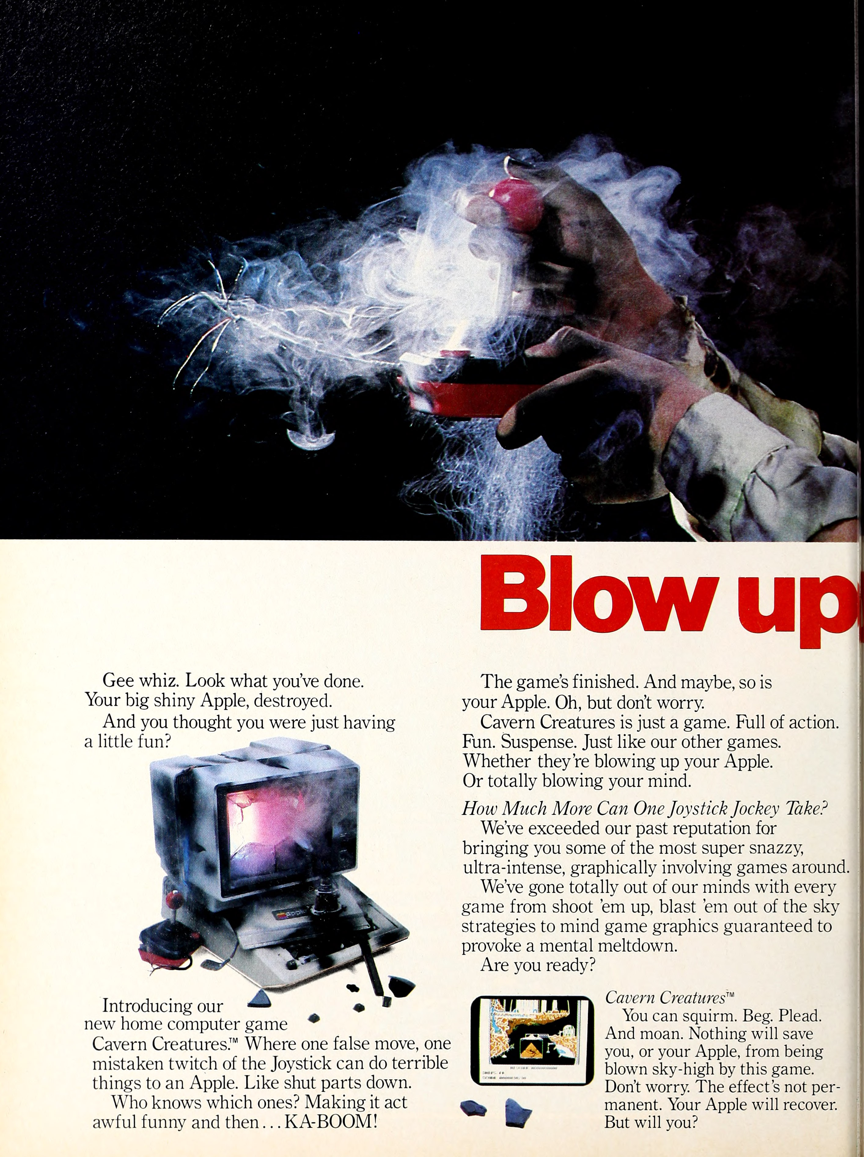 Blow up
Gee whiz. Look what you've done.
Your big shiny Apple, destroyed.
And you thought you were just having
a little fun?
Apple
Introducing our
new home computer game
Cavern Creatures.™ Where one false move, one
mistaken twitch of the Joystick can do terrible
things to an Apple. Like shut parts down.
Who knows which ones? Making it act
awful funny and then . . . KA-BOOM!
The game's finished. And maybe, so is
your Apple. Oh, but don't worry.
Cavern Creatures is just a game. Full of action.
Fun. Suspense. Just like our other games.
Whether they're blowing up your Apple.
Or totally blowing your mind.
How Much More Can One Joystick Jockey Take?
We've exceeded our past reputation for
bringing you some of the most super snazzy,
ultra-intense, graphically involving games around.
We've gone totally out of our minds with every
game from shoot 'em up, blast 'em out of the sky
strategies to mind game graphics guaranteed to
provoke a mental meltdown.
Are you ready?
Cavern Creatures™
You can squirm. Beg. Plead.
And moan. Nothing will save
you, or your Apple, from being
blown sky-high by this game.
Don't worry. The effect's not per-
manent. Your Apple will recover.
But will you?